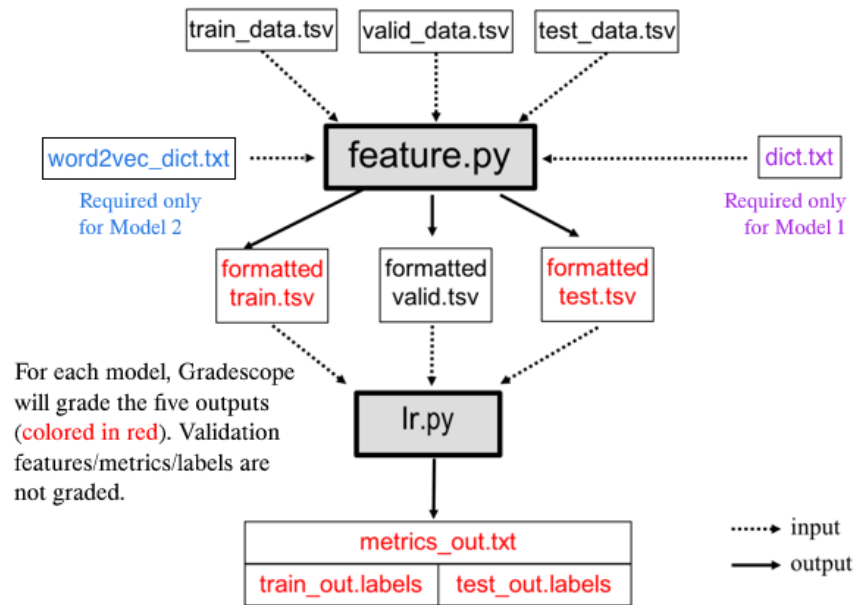 train_data.tsv
valid_data.tsv
test_data.tsv
word2vec_dict.txt
feature.py
dict.txt
Required only
for Model 2
Required only
for Model 1
formatted
train.tsv
formatted
valid.tsv
formatted
test.tsv
For each model, Gradescope
will grade the five outputs
(colored in red). Validation
features/metrics/labels are
not graded.
lr.py
metrics_out.txt
train_out.labels
test_out.labels
input
output